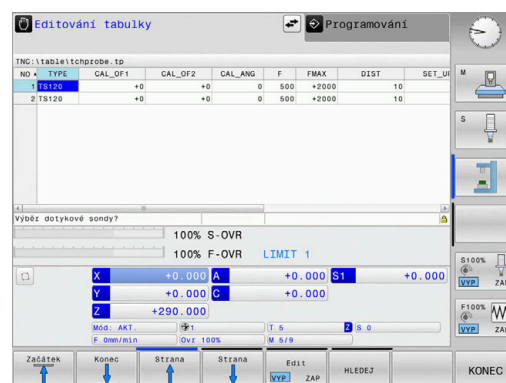 Editování tabulky
Programování
TNC:\table\tchprobe.tp
NO TYPE CAL_OF1 CAL_OF2 CAL_ANG F FMAX DIST SET_UP
1 TS120 +0 +0 0 500 +2000 10
2 TS120 +0 +0 0 500 +2000 10
Výběr dotykové sondy?
100% S-OVR
100% F-OVR LIMIT 1
X +0.000 A +0.000 S1 +0.000
Y +0.000 C +0.000
Z +290.000
Mód: AKT. 1 T 5 Z S 0
F 0mm/min Ovr 100% M 5/9
M
S
S100%
VYP ZA
F100%
VYP ZA
Začátek Konec Strana Strana Edit HLEDEJ KONEC
VYP ZAP